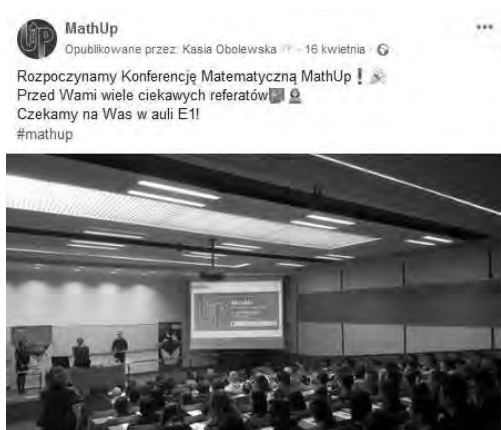 MathUp
Opublikowane przez: Kasia Obolewska · 16 kwietnia ·
Rozpoczynamy Konferencję Matematyczną MathUp❗🎉
Przed Wami wiele ciekawych referatów
Czekamy na Was w auli E1!
#mathup
UP